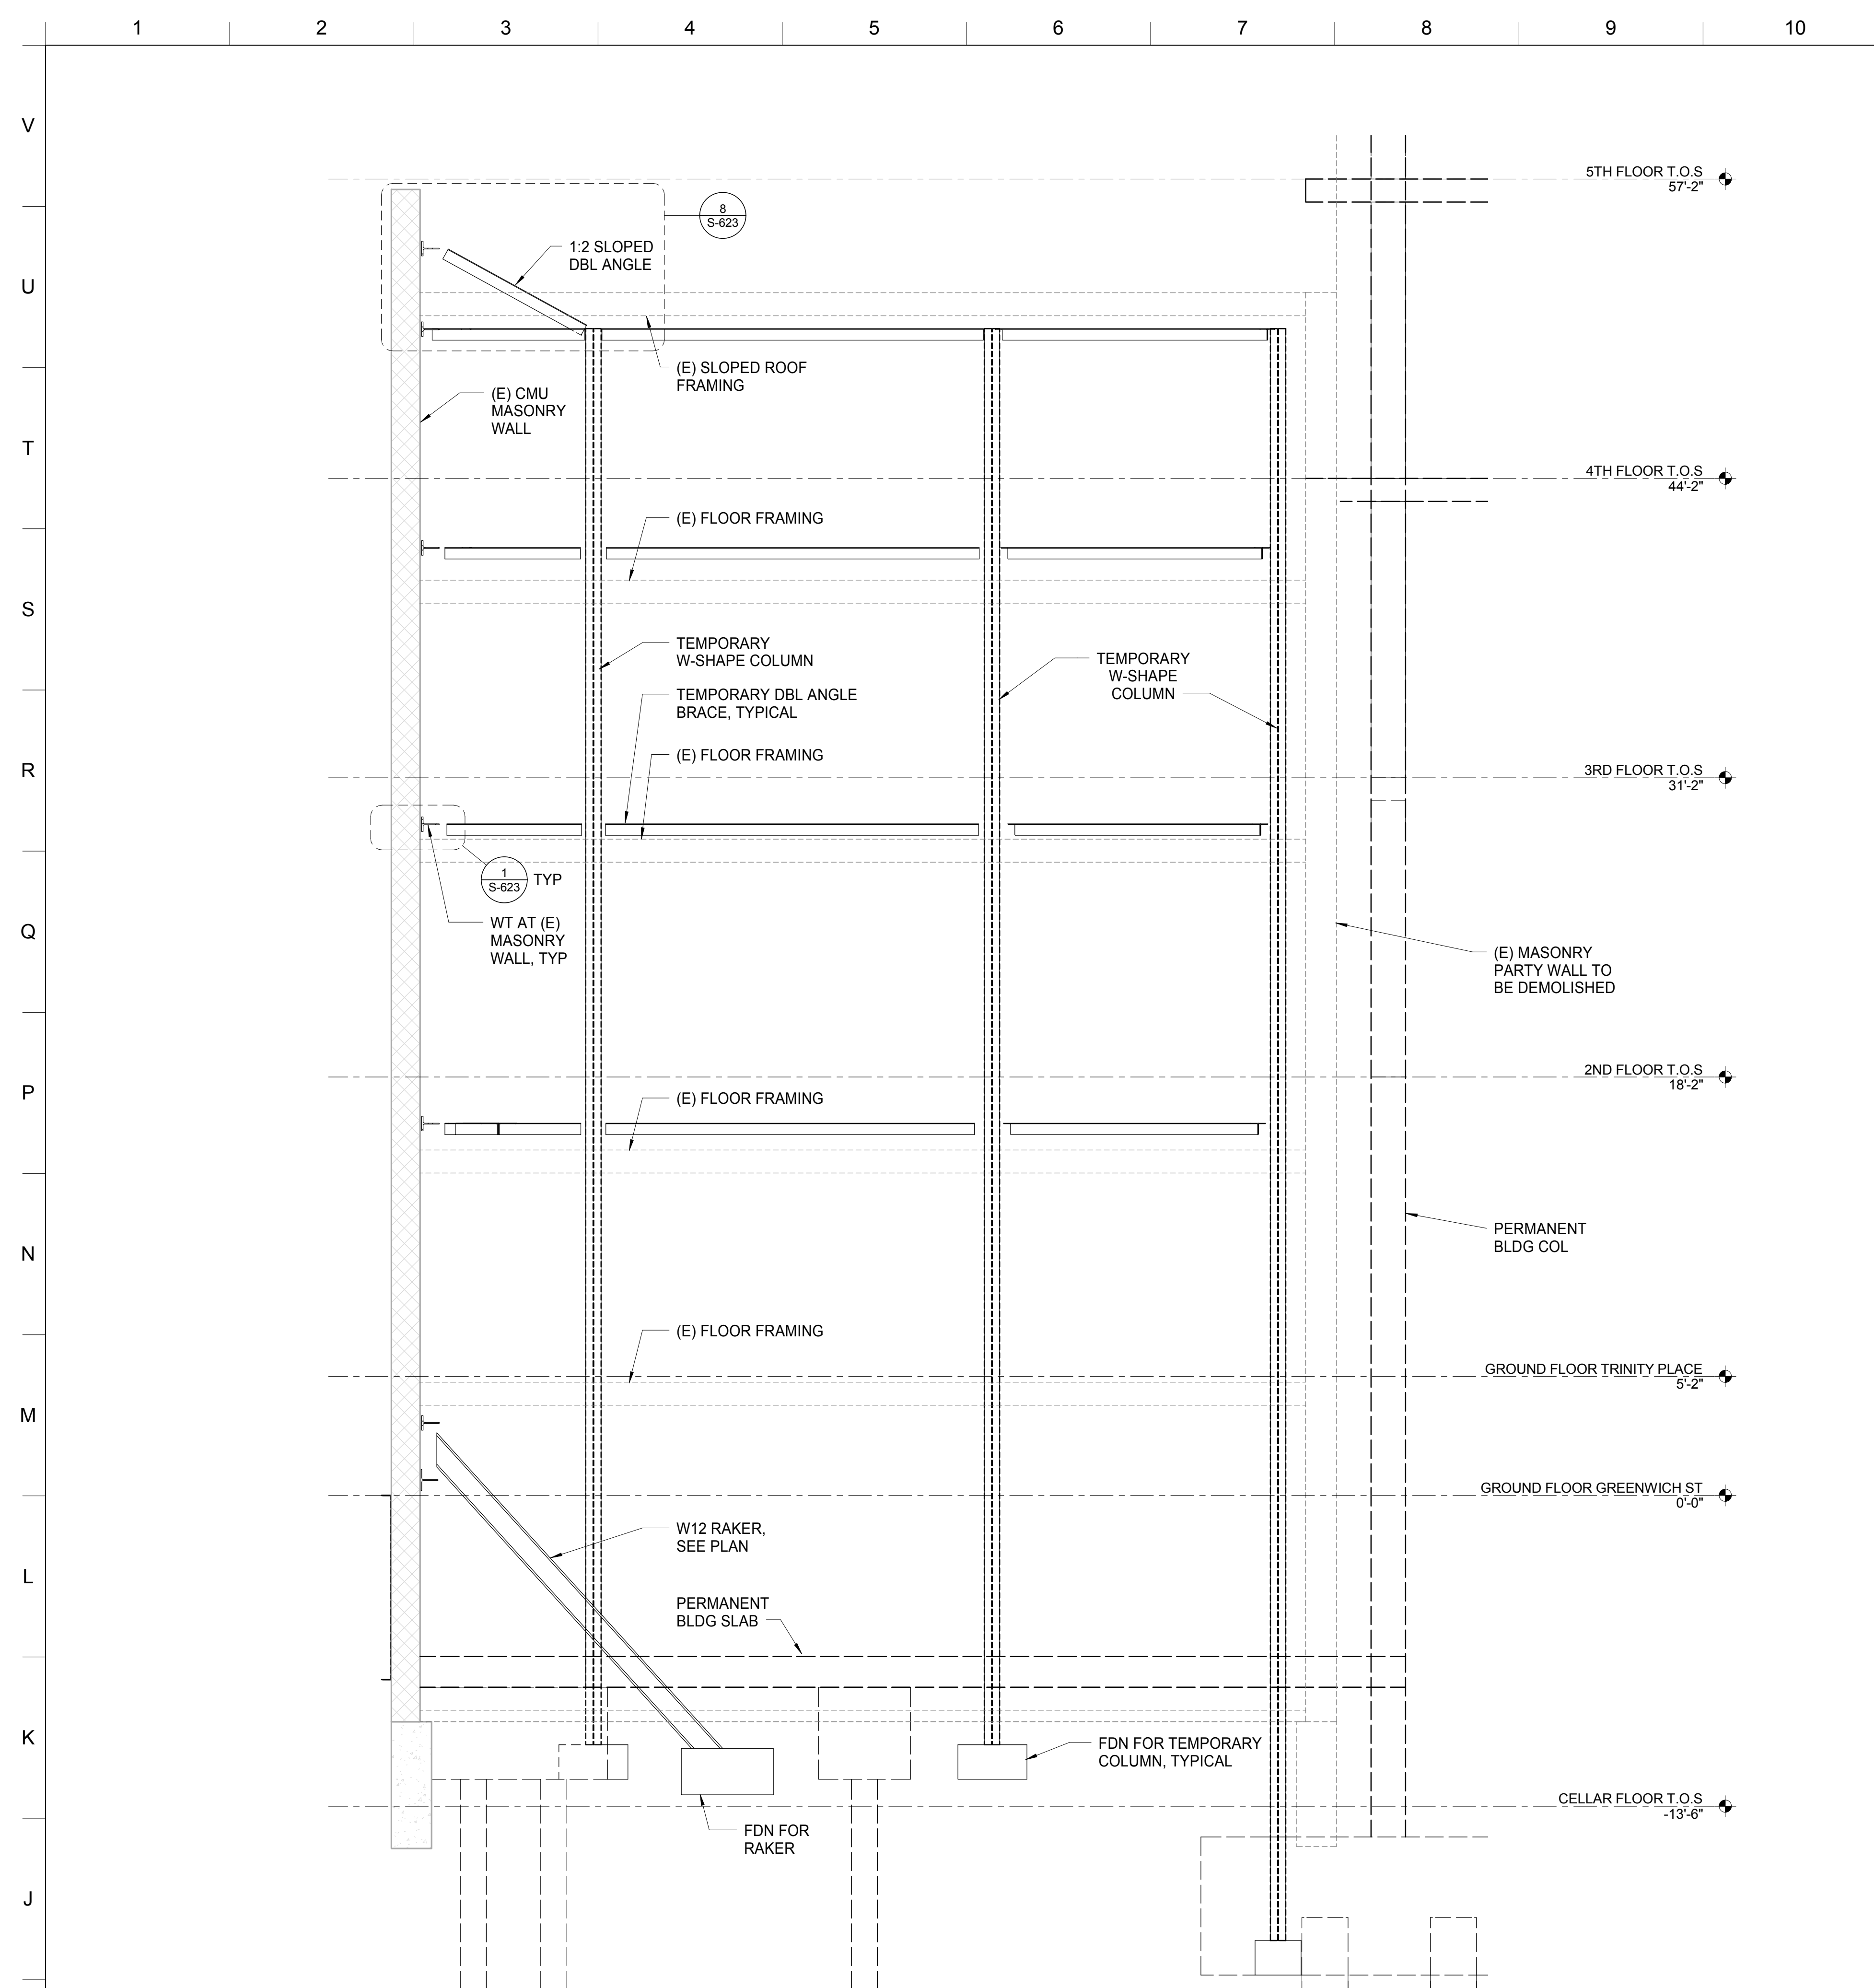 1 2 3 4 5 6 7 8 9 10
V
5TH FLOOR T.O.S
57'-2"
8
S-623
1:2 SLOPED
DBL ANGLE
U
(E) SLOPED ROOF
FRAMING
(E) CMU
MASONRY
WALL
T
4TH FLOOR T.O.S
44'-2"
(E) FLOOR FRAMING
S
TEMPORARY
W-SHAPE COLUMN
TEMPORARY
W-SHAPE
COLUMN
TEMPORARY DBL ANGLE
BRACE, TYPICAL
(E) FLOOR FRAMING
R
3RD FLOOR T.O.S
31'-2"
1
S-623
TYP
WT AT (E)
MASONRY
WALL, TYP
Q
(E) MASONRY
PARTY WALL TO
BE DEMOLISHED
2ND FLOOR T.O.S
18'-2"
P
(E) FLOOR FRAMING
PERMANENT
BLDG COL
N
(E) FLOOR FRAMING
GROUND FLOOR TRINITY PLACE
5'-2"
M
GROUND FLOOR GREENWICH ST
0'-0"
W12 RAKER,
SEE PLAN
L
PERMANENT
BLDG SLAB
K
FDN FOR TEMPORARY
COLUMN, TYPICAL
CELLAR FLOOR T.O.S
-13'-6"
FDN FOR
RAKER
J